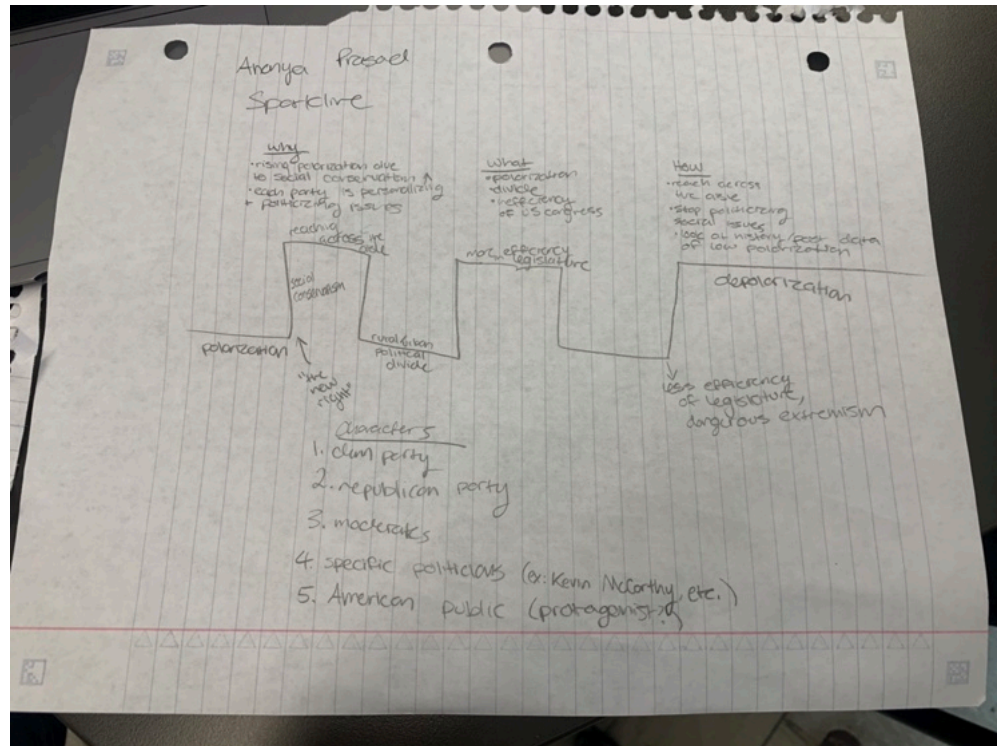 Ananya Prasad
Sparkline
why
•rising polarization due
to social conservatism ↑
•each party is personalizing
+ politicizing issues
What
•polarization
divide
•inefficiency
of US congress
How
•reach across
the aisle
•stop politicizing
social issues
•look at history/past data
of low polarization
reaching
across the
aisle
social
conservatism
more efficiency
legislature
depolarization
polarization
"the
new
right"
rural/urban
political
divide
less efficiency
of legislature,
dangerous extremism
Characters
1. dem party
2. republican party
3. moderates
4. specific politicians (ex: Kevin McCarthy, etc.)
5. American public (protagonist?)